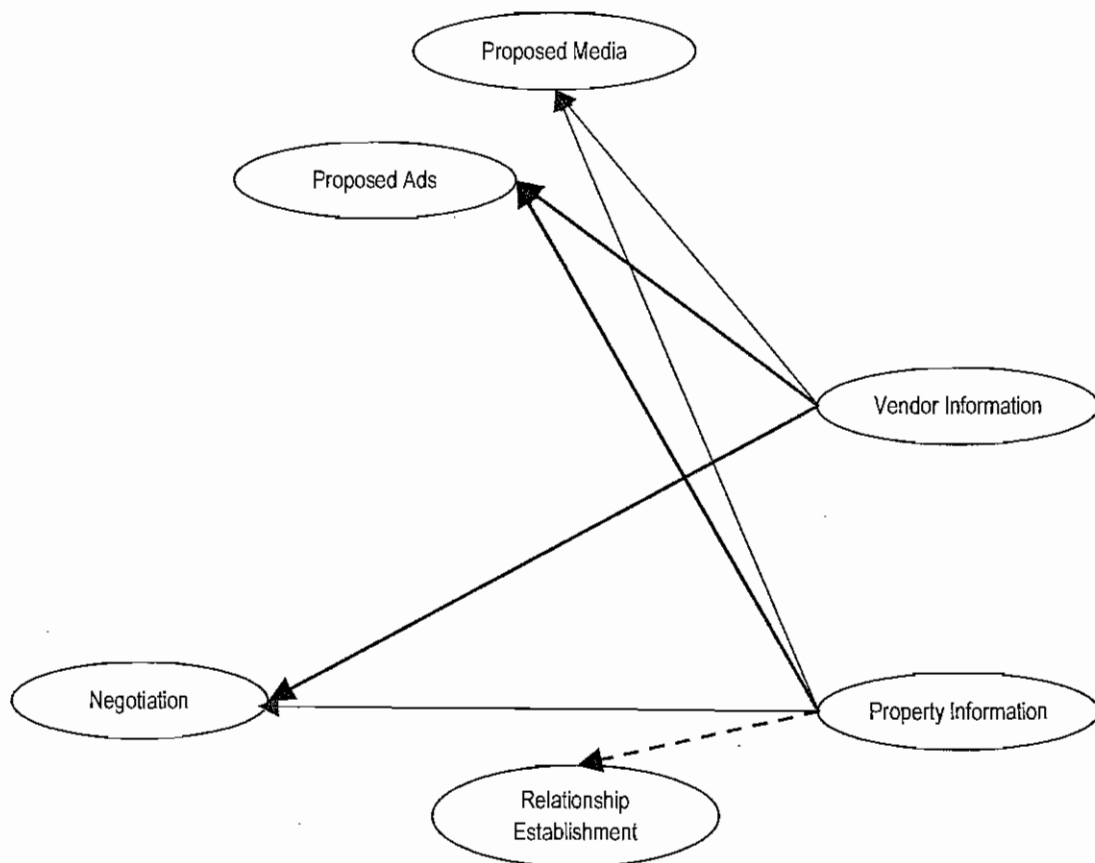 Proposed Media
Proposed Ads
Vendor Information
Negotiation
Property Information
Relationship
Establishment